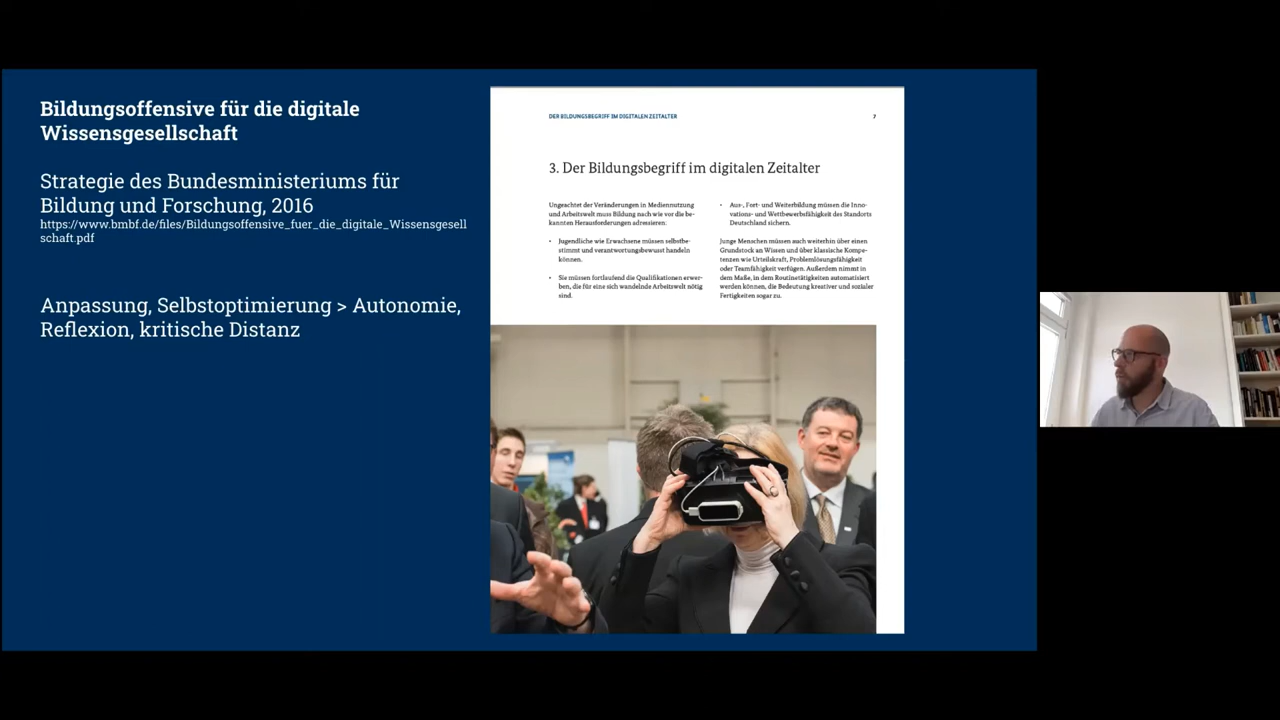 Bildungsoffensive für die digitale
Wissensgesellschaft
Strategie des Bundesministeriums für
Bildung und Forschung, 2016
https://www.bmbf.de/files/Bildungsoffensive_fuer_die_digitale_Wissensgesell
schaft.pdf
Anpassung, Selbstoptimierung > Autonomie,
Reflexion, kritische Distanz
DER BILDUNGSBEGRIFF IM DIGITALEN ZEITALTER
7
3. Der Bildungsbegriff im digitalen Zeitalter
Ungeachtet der Veränderungen in Mediennutzung
und Arbeitswelt muss Bildung nach wie vor die be-
kannten Herausforderungen adressieren:
• Jugendliche wie Erwachsene müssen selbstbe-
stimmt und verantwortungsbewusst handeln
können.
• Sie müssen fortlaufend die Qualifikationen erwer-
ben, die für eine sich wandelnde Arbeitswelt nötig
sind.
• Aus-, Fort- und Weiterbildung müssen die Inno-
vations- und Wettbewerbsfähigkeit des Standorts
Deutschland sichern.
Junge Menschen müssen auch weiterhin über einen
Grundstock an Wissen und über klassische Kompe-
tenzen wie Urteilskraft, Problemlösungsfähigkeit
oder Teamfähigkeit verfügen. Außerdem nimmt in
dem Maße, in dem Routinetätigkeiten automatisiert
werden können, die Bedeutung kreativer und sozialer
Fertigkeiten sogar zu.